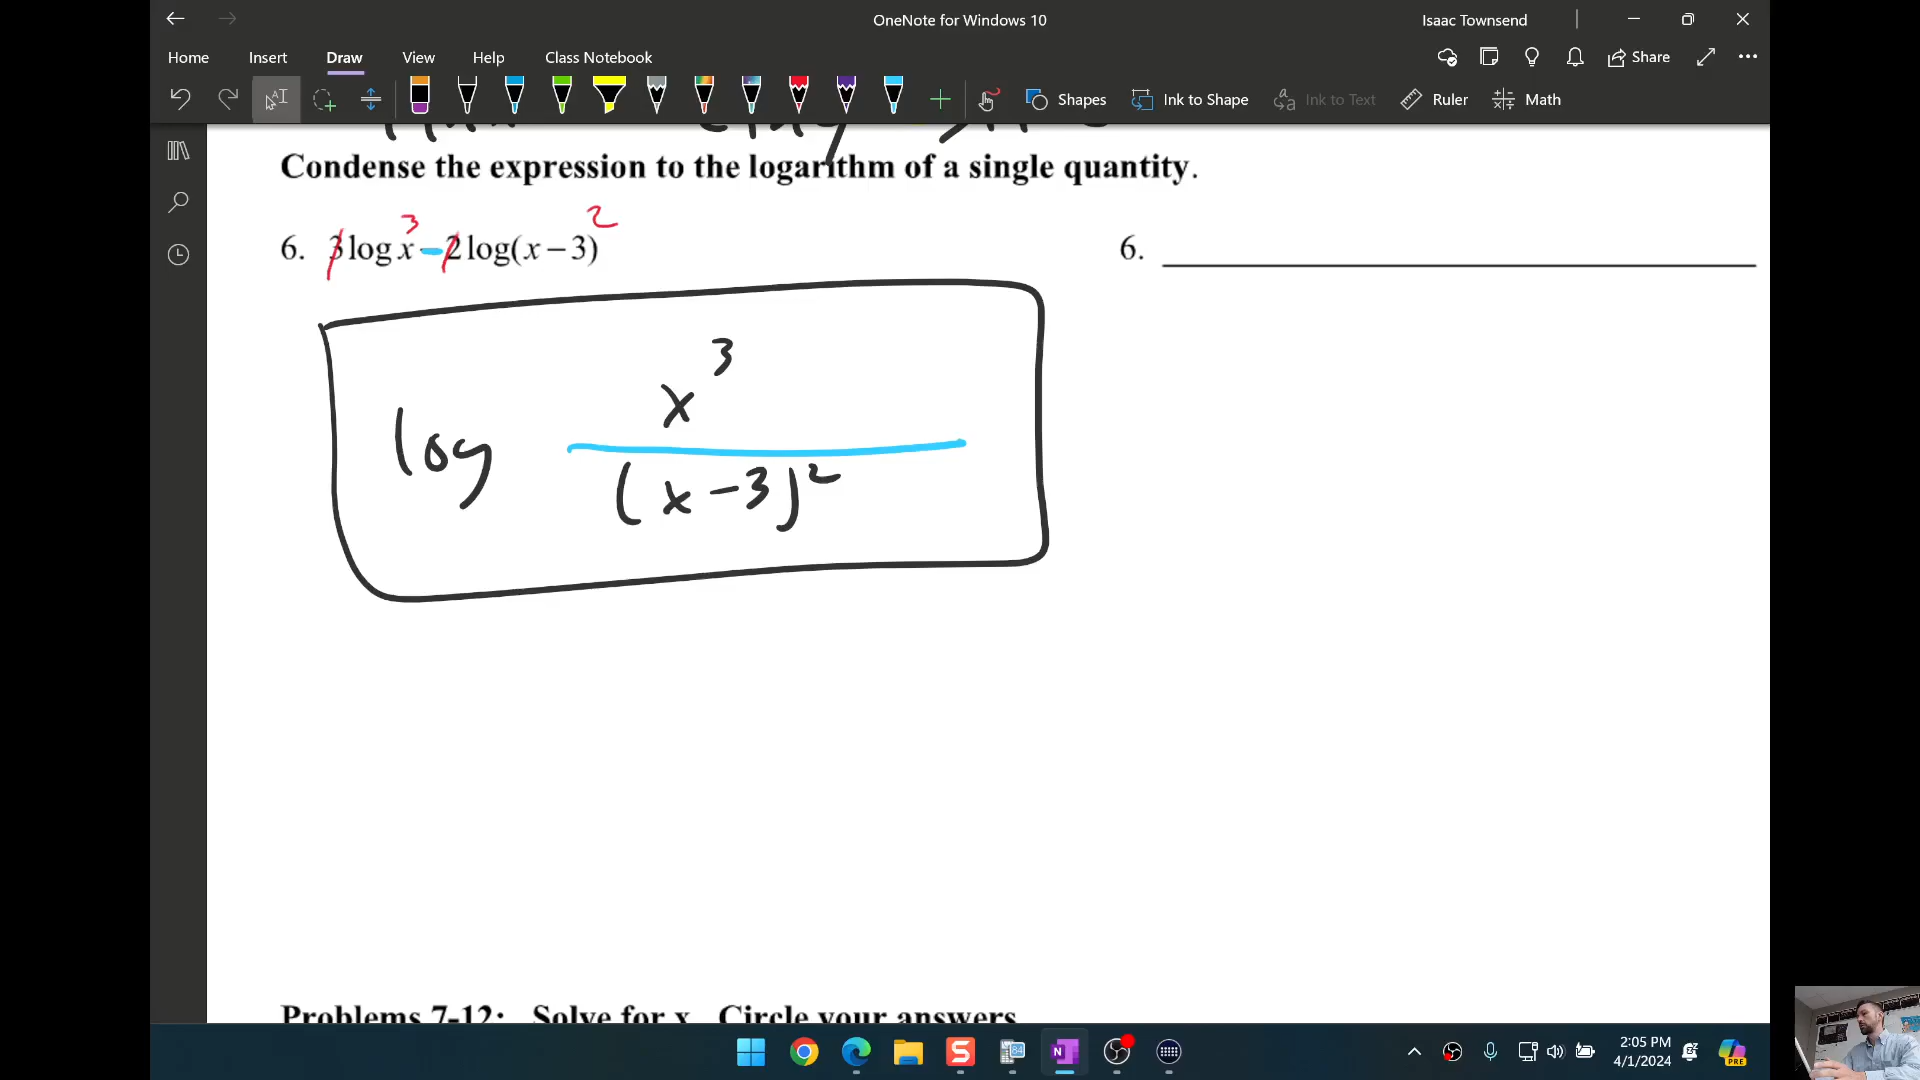 OneNote for Windows 10
Isaac Townsend
Home Insert Draw View Help Class Notebook
Share
Shapes Ink to Shape Ink to Text Ruler Math
Condense the expression to the logarithm of a single quantity.
3 2
6. 3 log x – 2 log(x – 3)
6.
x³
log
(x – 3)²
Problems 7-12: Solve for x. Circle your answers.
2:05 PM
4/1/2024
PRE